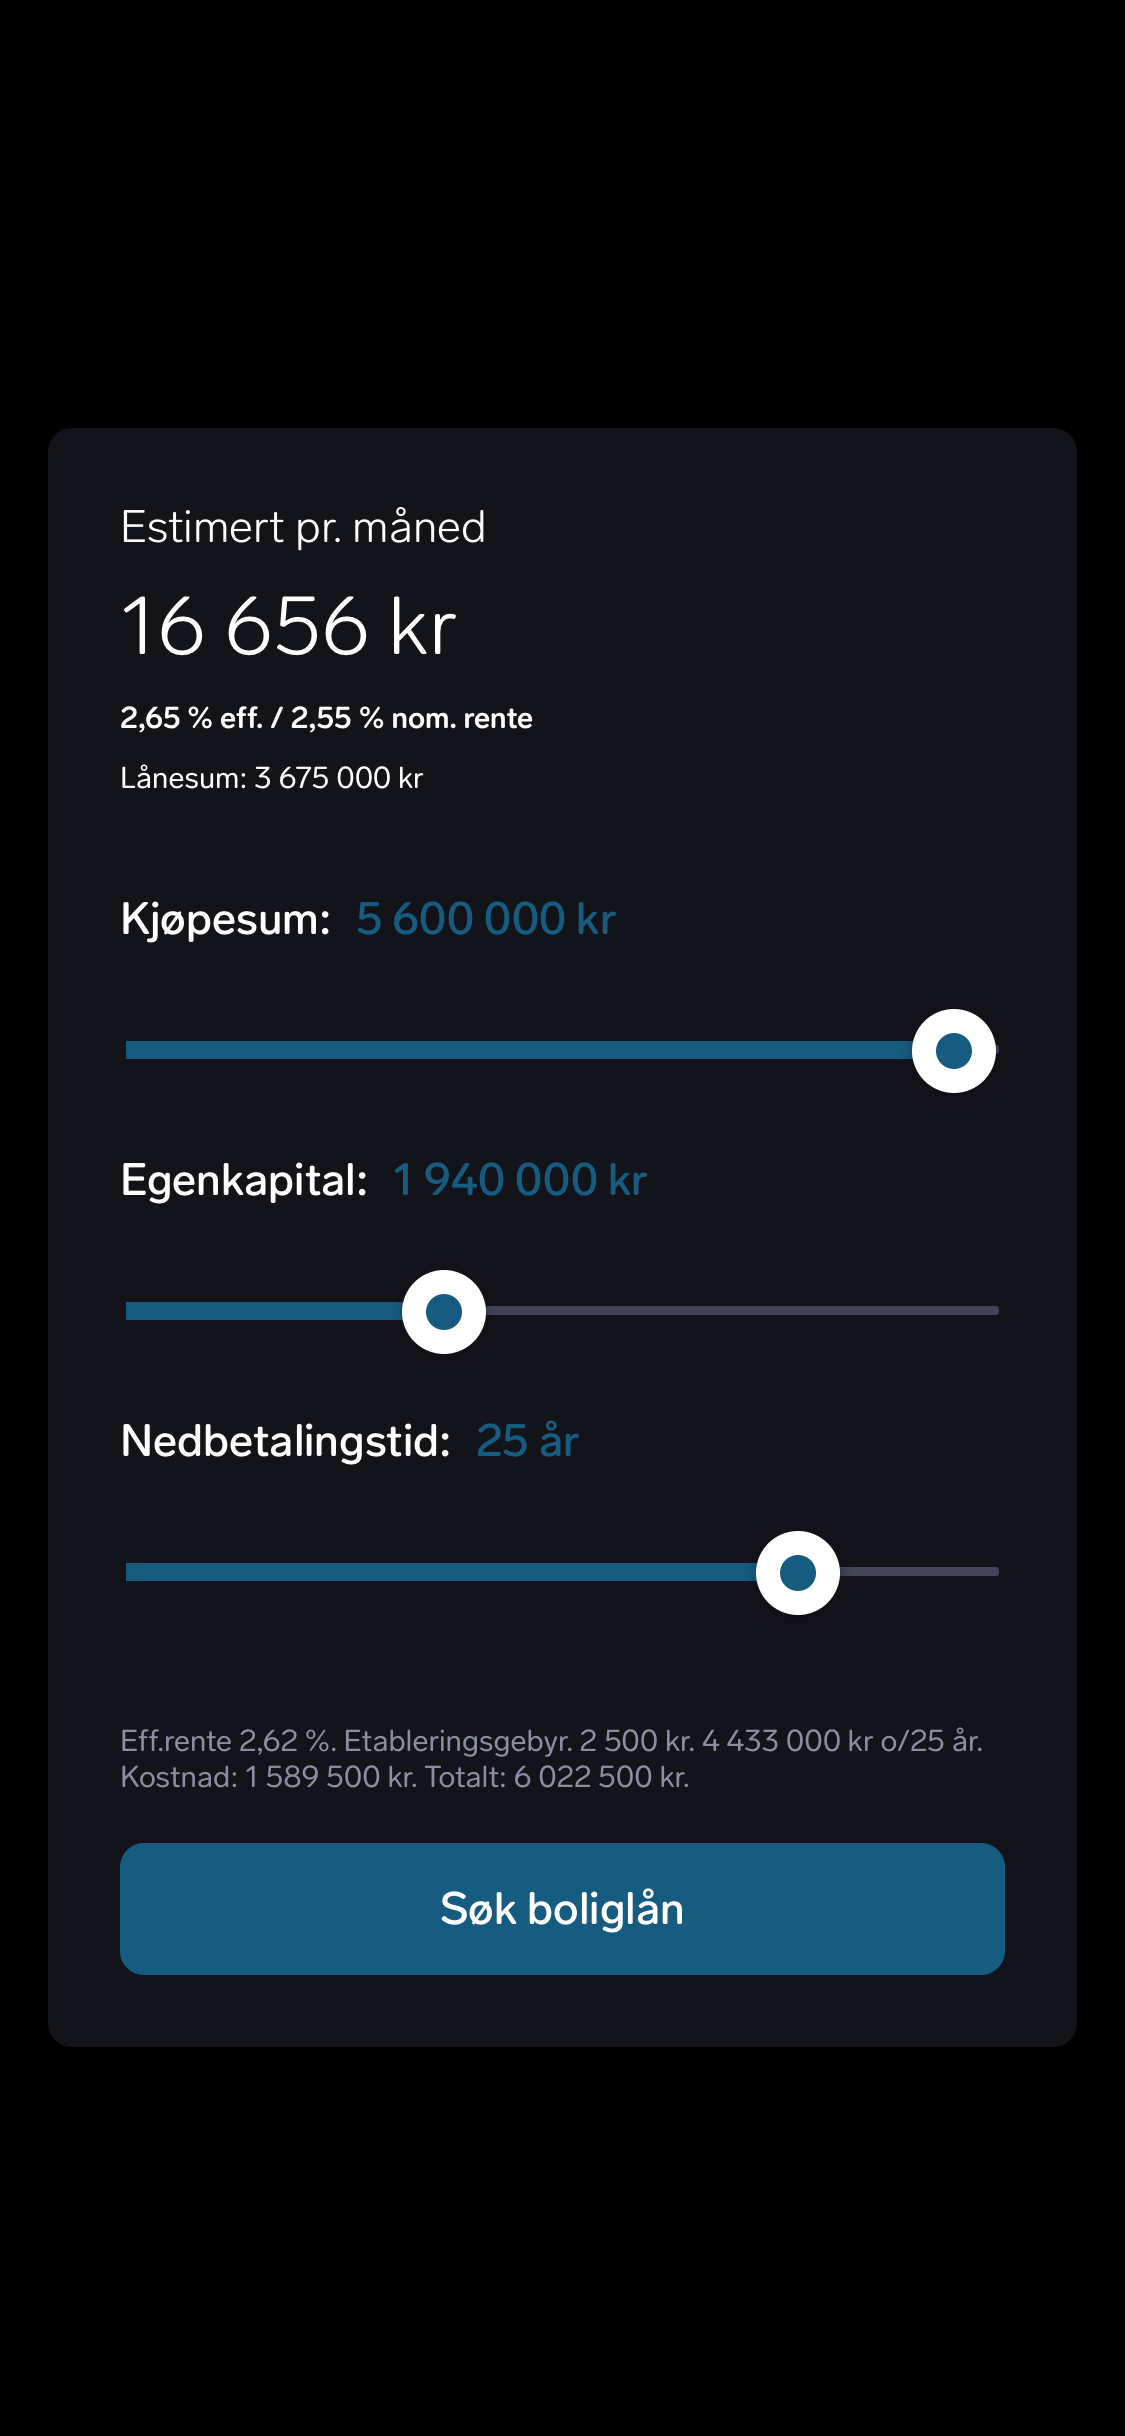 Estimert pr. måned
16 656 kr
2,65 % eff. / 2,55 % nom. rente
Lånesum: 3 675 000 kr
Kjøpesum: 5 600 000 kr
Egenkapital: 1 940 000 kr
Nedbetalingstid: 25 år
Eff.rente 2,62 %. Etableringsgebyr. 2 500 kr. 4 433 000 kr o/25 år.
Kostnad: 1 589 500 kr. Totalt: 6 022 500 kr.
Søk boliglån